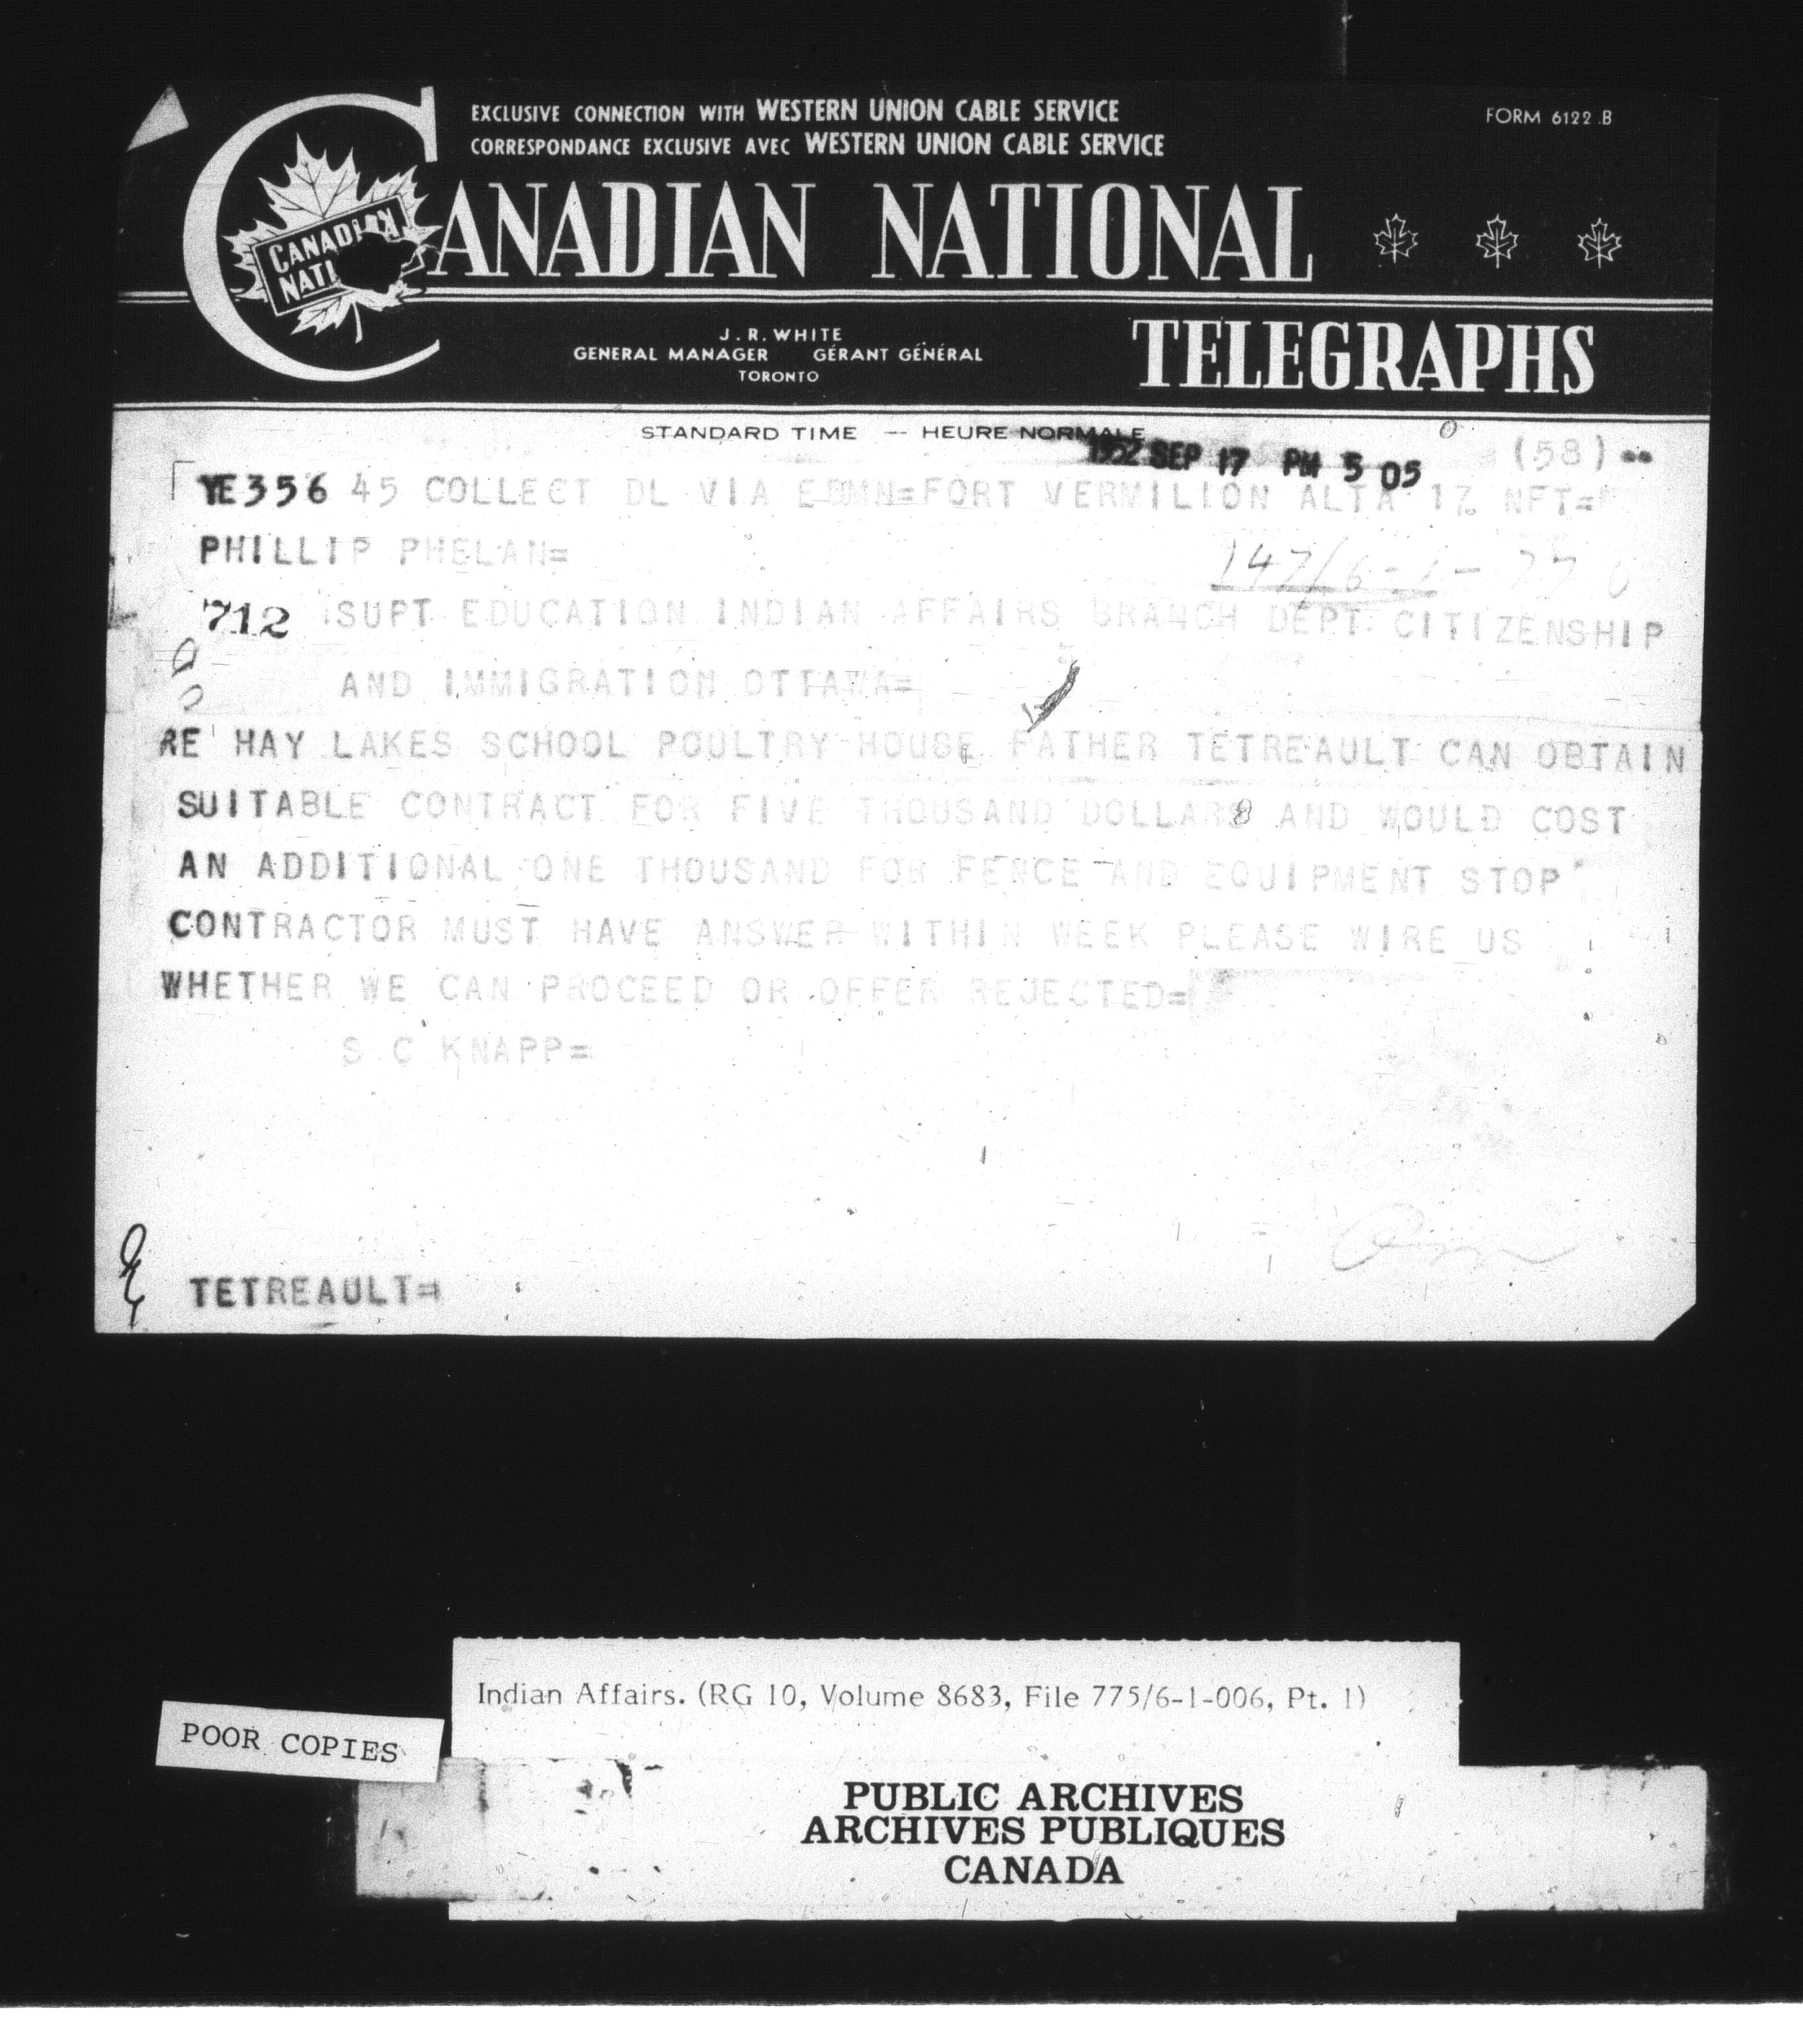 EXCLUSIVE CONNECTION WITH WESTERN UNION CABLE SERVICE
CORRESPONDANCE EXCLUSIVE AVEC WESTERN UNION CABLE SERVICE
FORM 6122.B
CANADIAN NATIONAL
CANADIAN
NATI
TELEGRAPHS
J. R. WHITE
GENERAL MANAGER GÉRANT GÉNÉRAL
TORONTO
STANDARD TIME -- HEURE NORMALE
1952 SEP 17 PM 5 05
(58)
YE356 45 COLLECT DL VIA EDMN=FORT VERMILION ALTA 17 NFT=
PHILLIP PHELAN=
712 SUPT EDUCATION INDIAN AFFAIRS BRANCH DEPT CITIZENSHIP
AND IMMIGRATION OTTAWA=
RE HAY LAKES SCHOOL POULTRY HOUSE FATHER TETREAULT CAN OBTAIN
SUITABLE CONTRACT FOR FIVE THOUSAND DOLLARS AND WOULD COST
AN ADDITIONAL ONE THOUSAND FOR FENCE AND EQUIPMENT STOP
CONTRACTOR MUST HAVE ANSWER WITHIN WEEK PLEASE WIRE US
WHETHER WE CAN PROCEED OR OFFER REJECTED=
S C KNAPP=
TETREAULT=
Indian Affairs. (RG 10, Volume 8683, File 775/6-1-006, Pt. 1)
POOR COPIES
PUBLIC ARCHIVES
ARCHIVES PUBLIQUES
CANADA